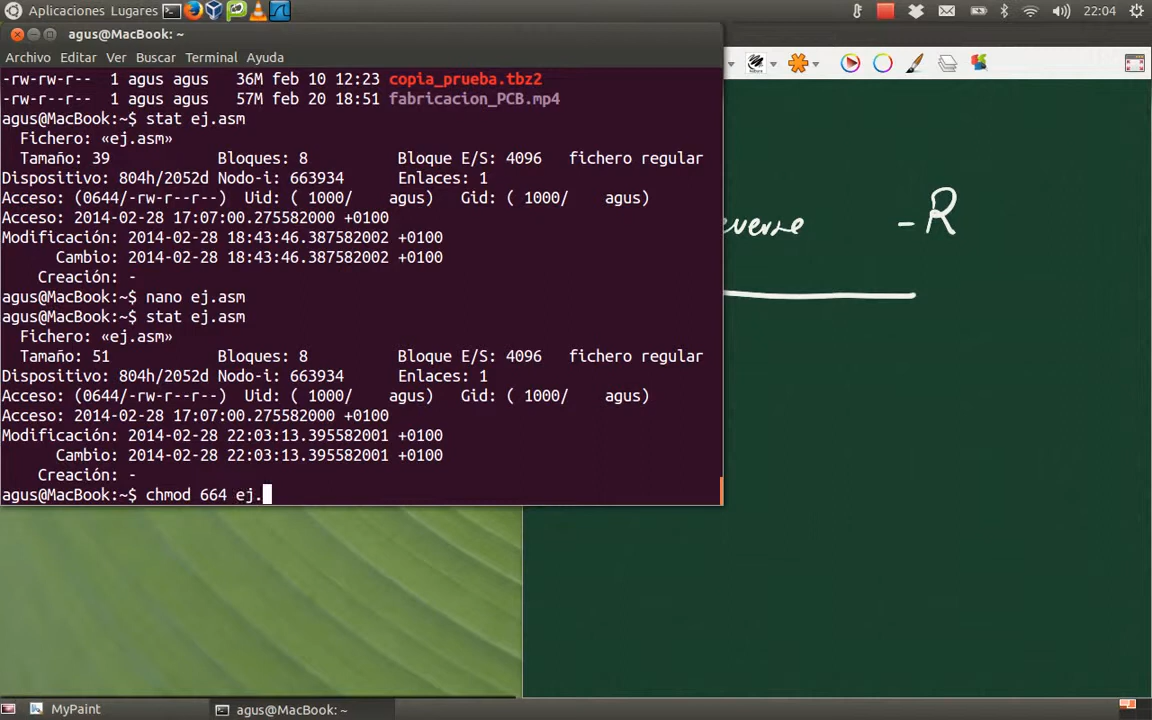 Aplicaciones Lugares
22:04
agus@MacBook: ~
Archivo Editar Ver Buscar Terminal Ayuda
-rw-rw-r-- 1 agus agus 36M feb 10 12:23 copia_prueba.tbz2
-rw-rw-r-- 1 agus agus 57M feb 20 18:51 fabricacion_PCB.mp4
agus@MacBook:~$ stat ej.asm
Fichero: «ej.asm»
Tamaño: 39 Bloques: 8 Bloque E/S: 4096 fichero regular
Dispositivo: 804h/2052d Nodo-i: 663934 Enlaces: 1
Acceso: (0644/-rw-r--r--) Uid: ( 1000/ agus) Gid: ( 1000/ agus)
Acceso: 2014-02-28 17:07:00.275582000 +0100
Modificación: 2014-02-28 18:43:46.387582002 +0100
Cambio: 2014-02-28 18:43:46.387582002 +0100
Creación: -
agus@MacBook:~$ nano ej.asm
agus@MacBook:~$ stat ej.asm
Fichero: «ej.asm»
Tamaño: 51 Bloques: 8 Bloque E/S: 4096 fichero regular
Dispositivo: 804h/2052d Nodo-i: 663934 Enlaces: 1
Acceso: (0644/-rw-r--r--) Uid: ( 1000/ agus) Gid: ( 1000/ agus)
Acceso: 2014-02-28 17:07:00.275582000 +0100
Modificación: 2014-02-28 22:03:13.395582001 +0100
Cambio: 2014-02-28 22:03:13.395582001 +0100
Creación: -
agus@MacBook:~$ chmod 664 ej.
everse -R
MyPaint
agus@MacBook: ~